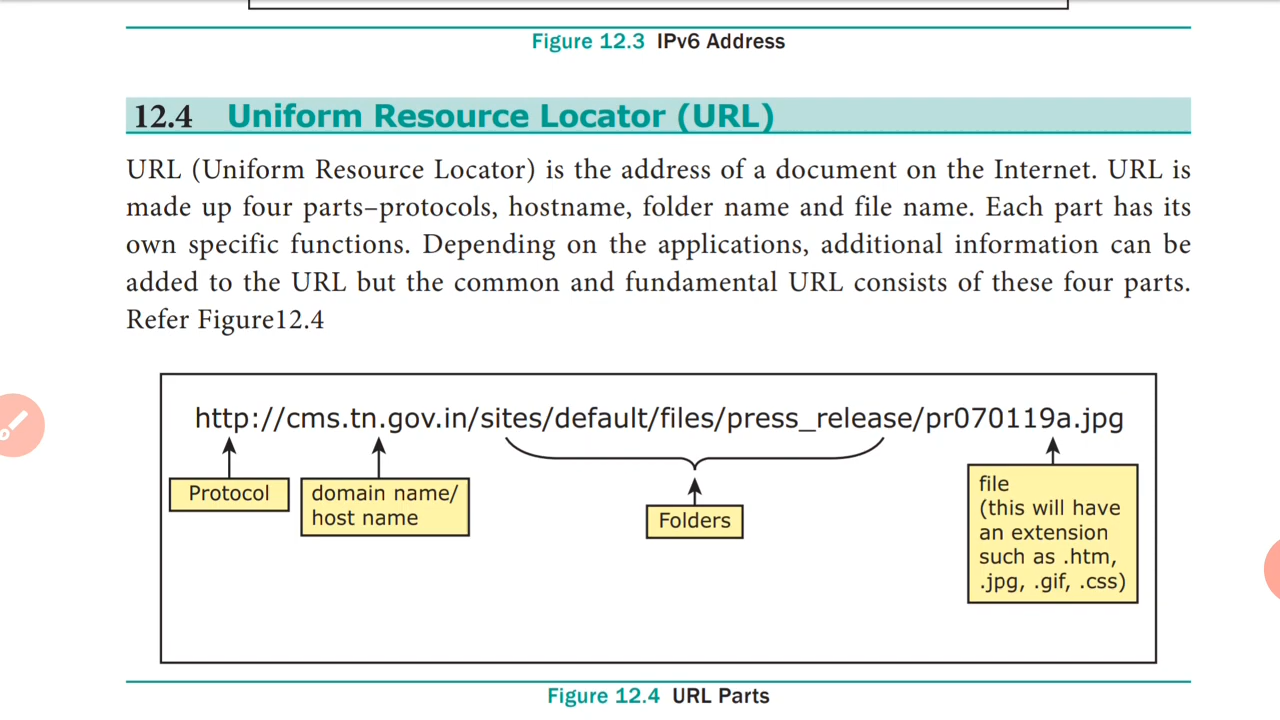 Figure 12.3 IPv6 Address
12.4 Uniform Resource Locator (URL)
URL (Uniform Resource Locator) is the address of a document on the Internet. URL is
made up four parts–protocols, hostname, folder name and file name. Each part has its
own specific functions. Depending on the applications, additional information can be
added to the URL but the common and fundamental URL consists of these four parts.
Refer Figure12.4
http://cms.tn.gov.in/sites/default/files/press_release/pr070119a.jpg
Protocol
domain name/
host name
Folders
file
(this will have
an extension
such as .htm,
.jpg, .gif, .css)
Figure 12.4 URL Parts